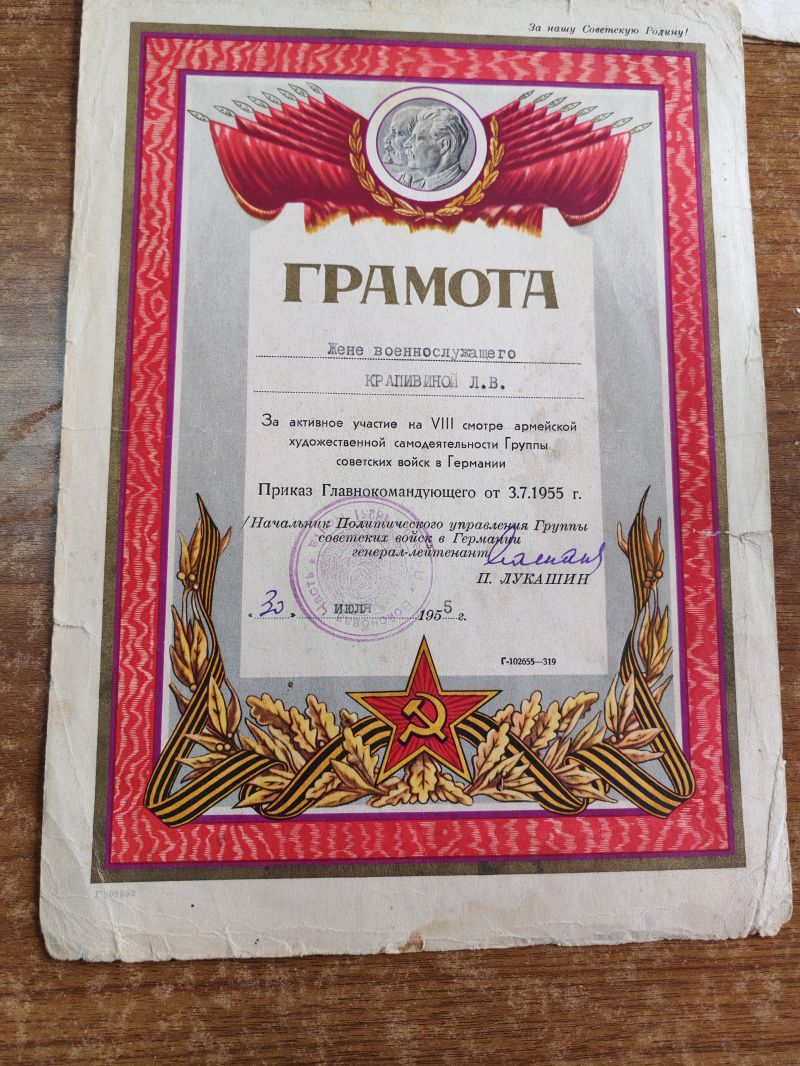 За нашу Советскую Родину!
ГРАМОТА
Жене военнослужащего
КРАПИВИНОЙ Л.В.
За активное участие на VIII смотре армейской
художественной самодеятельности Группы
советских войск в Германии
Приказ Главнокомандующего от 3.7.1955 г.
Начальник Политического управления Группы
советских войск в Германии
генерал-лейтенант
П. ЛУКАШИН
«30» июля 1955 г.
Г-102655—319